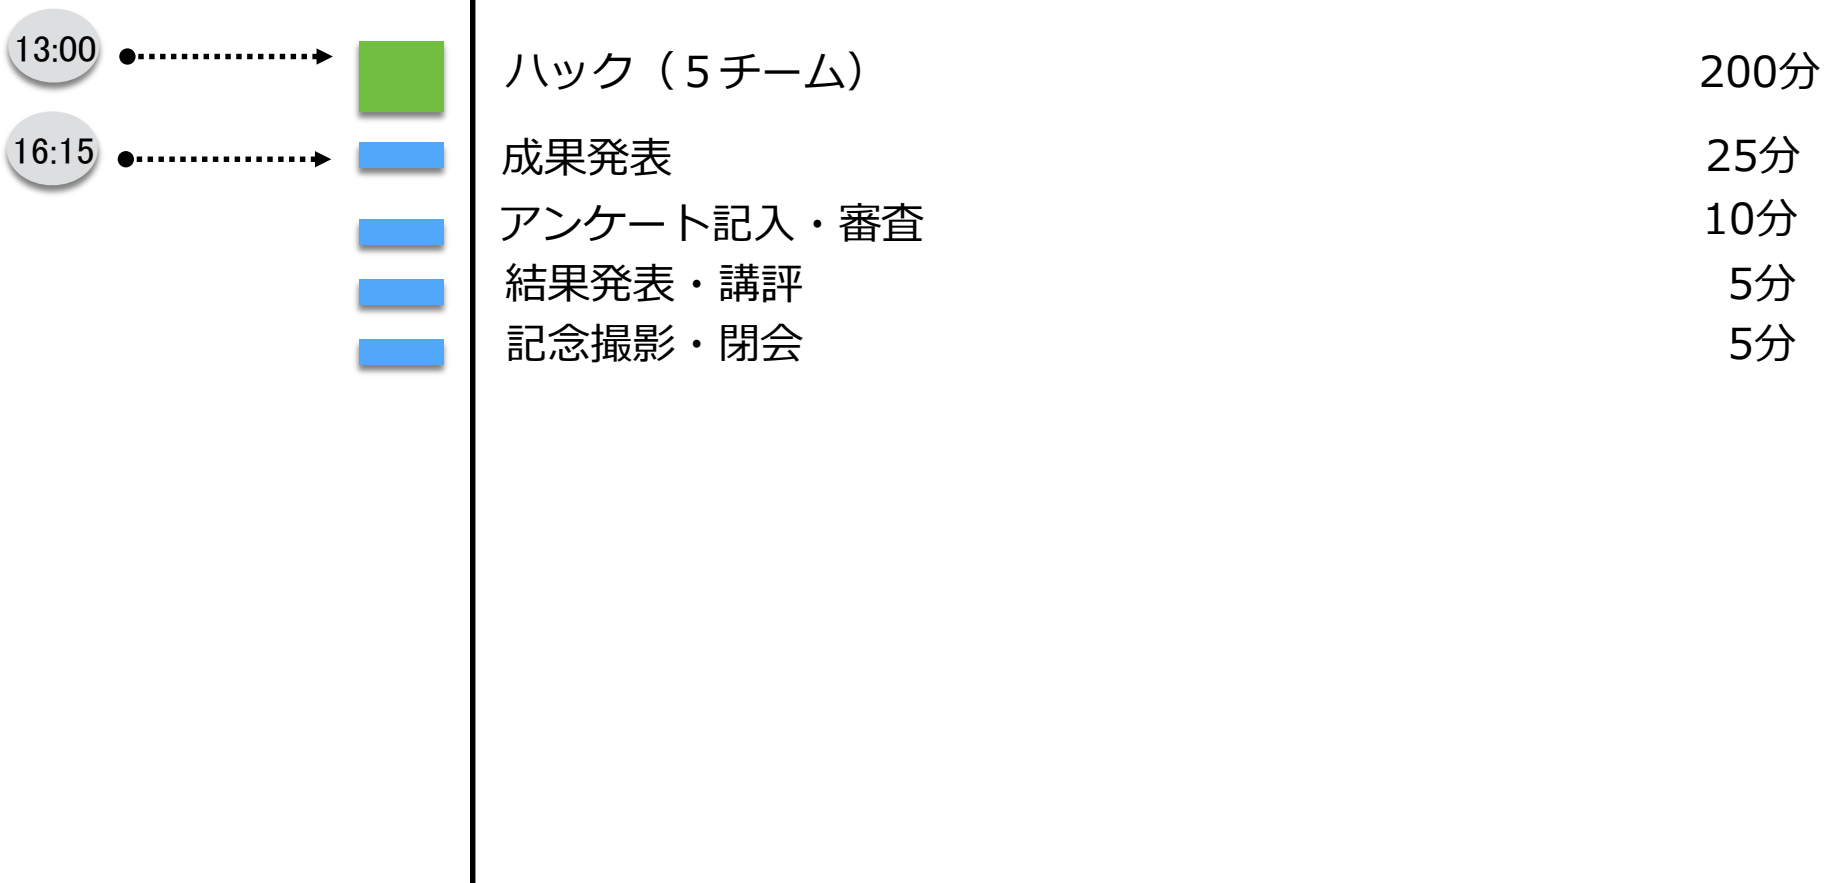 13:00 ハック（５チーム） 200分
16:15 成果発表 25分
アンケート記入・審査 10分
結果発表・講評 5分
記念撮影・閉会 5分